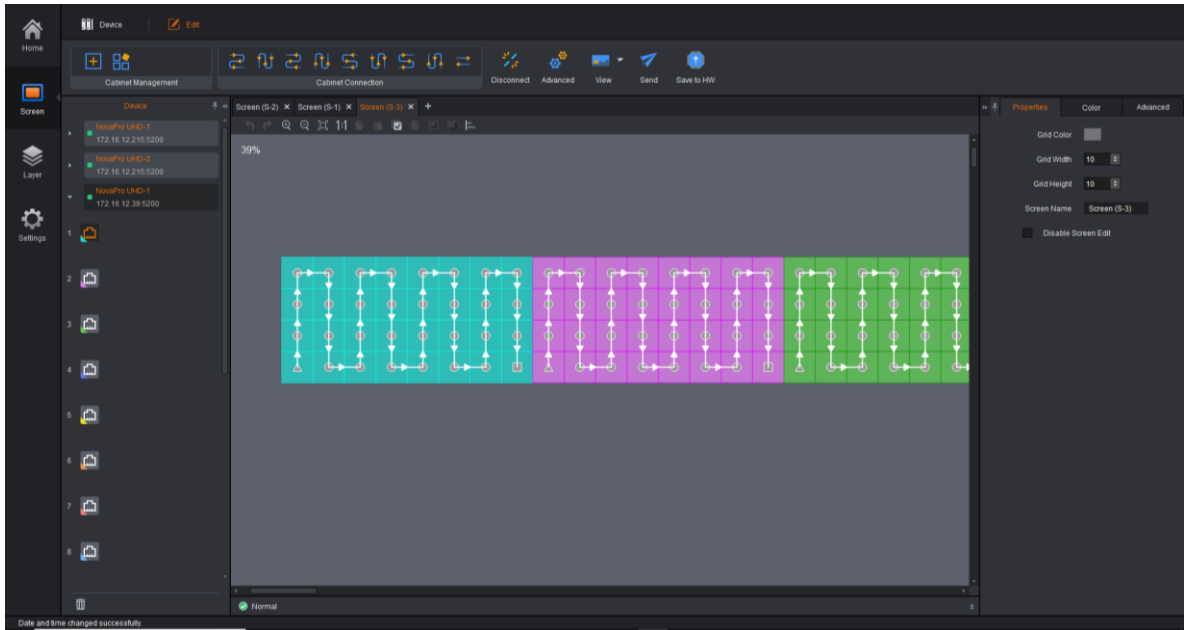 Device
Edit
Home
Cabinet Management
Cabinet Connection
Disconnect
Advanced
View
Send
Save to HW
Screen
Device
Screen (S-2)
Screen (S-1)
Screen (S-3)
Properties
Color
Advanced
NovaPro UHD-1
172.16.12.215:5200
1:1
39%
Grid Color
NovaPro UHD-2
172.16.12.215:5200
Grid Width 10
Layer
Grid Height 10
NovaPro UHD-1
172.16.12.39:5200
Screen Name Screen (S-3)
Settings
Disable Screen Edit
1
2
3
4
5
6
7
8
Normal
Date and time changed successfully.